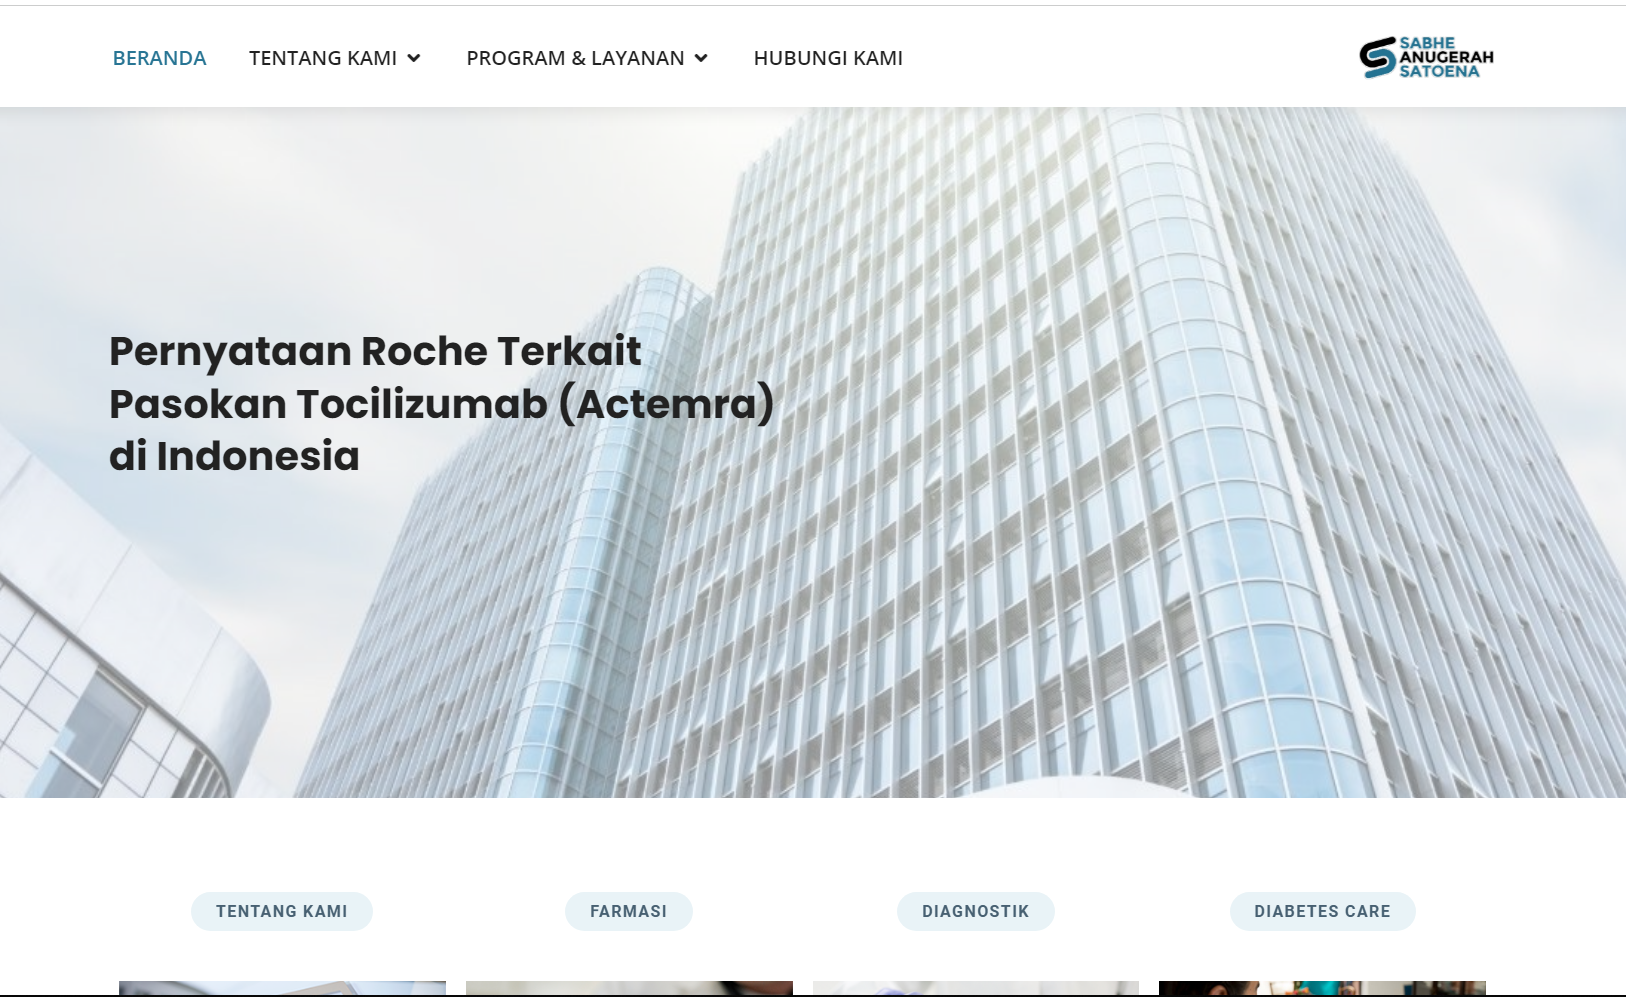 BERANDA
TENTANG KAMI
PROGRAM & LAYANAN
HUBUNGI KAMI
SABHE
ANUGERAH
SATOENA
Pernyataan Roche Terkait
Pasokan Tocilizumab (Actemra)
di Indonesia
TENTANG KAMI
FARMASI
DIAGNOSTIK
DIABETES CARE